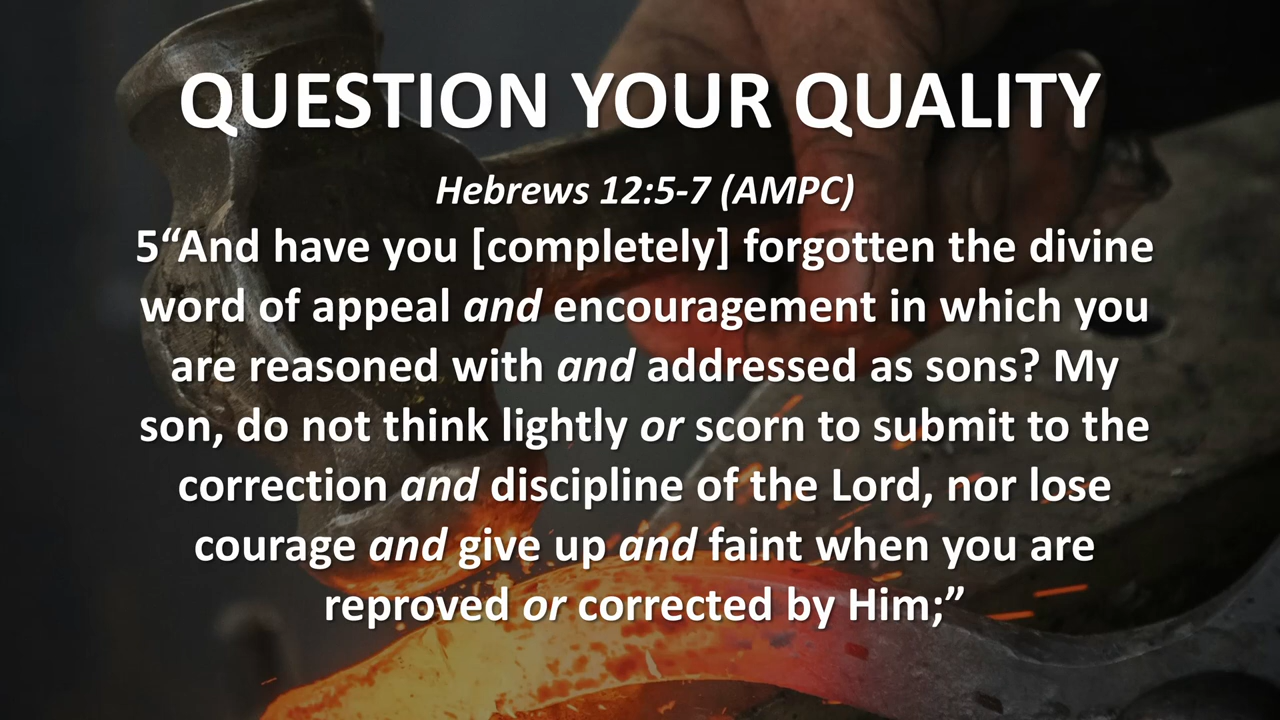 QUESTION YOUR QUALITY
Hebrews 12:5-7 (AMPC)
5“And have you [completely] forgotten the divine
word of appeal and encouragement in which you
are reasoned with and addressed as sons? My
son, do not think lightly or scorn to submit to the
correction and discipline of the Lord, nor lose
courage and give up and faint when you are
reproved or corrected by Him;”